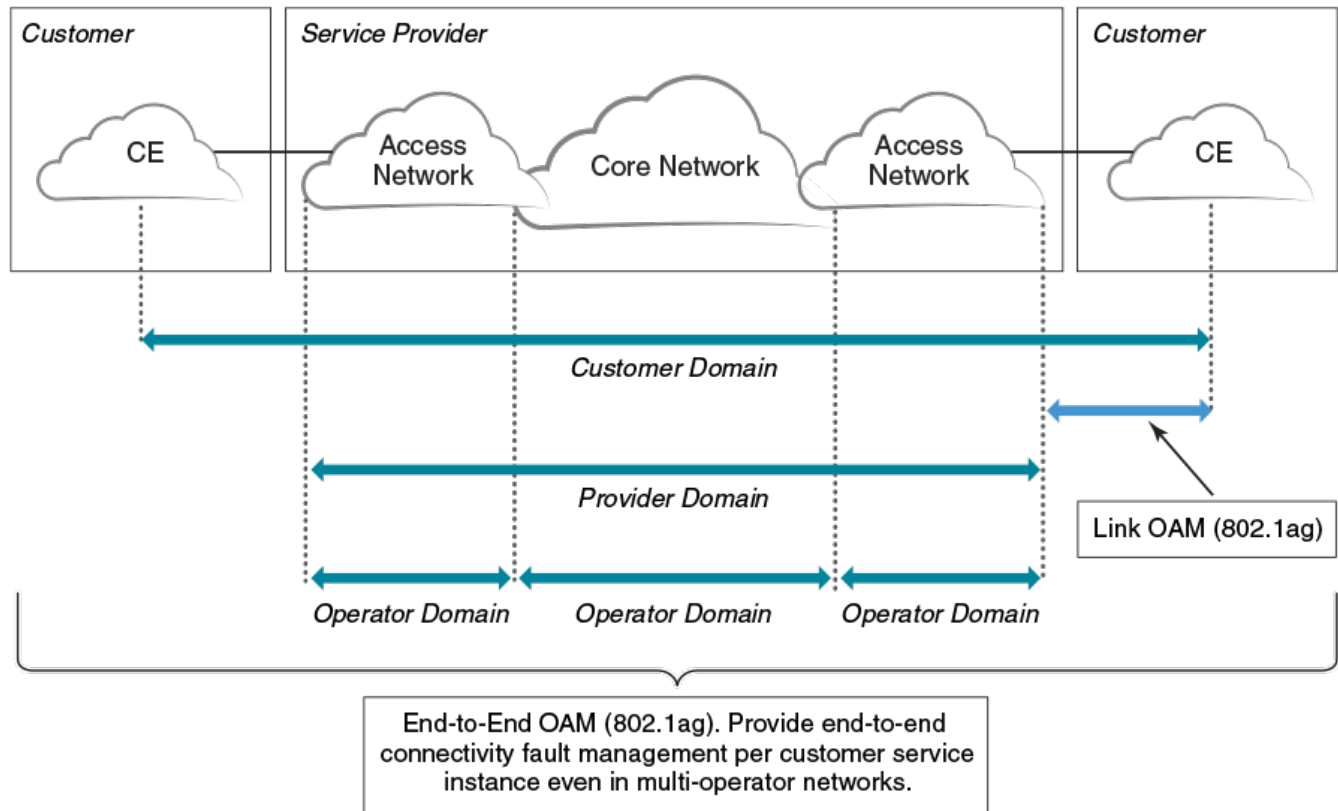 Customer
Service Provider
Customer
CE
Access
Network
Core Network
Access
Network
CE
Customer Domain
Provider Domain
Link OAM (802.1ag)
Operator Domain
Operator Domain
Operator Domain
End-to-End OAM (802.1ag). Provide end-to-end
connectivity fault management per customer service
instance even in multi-operator networks.